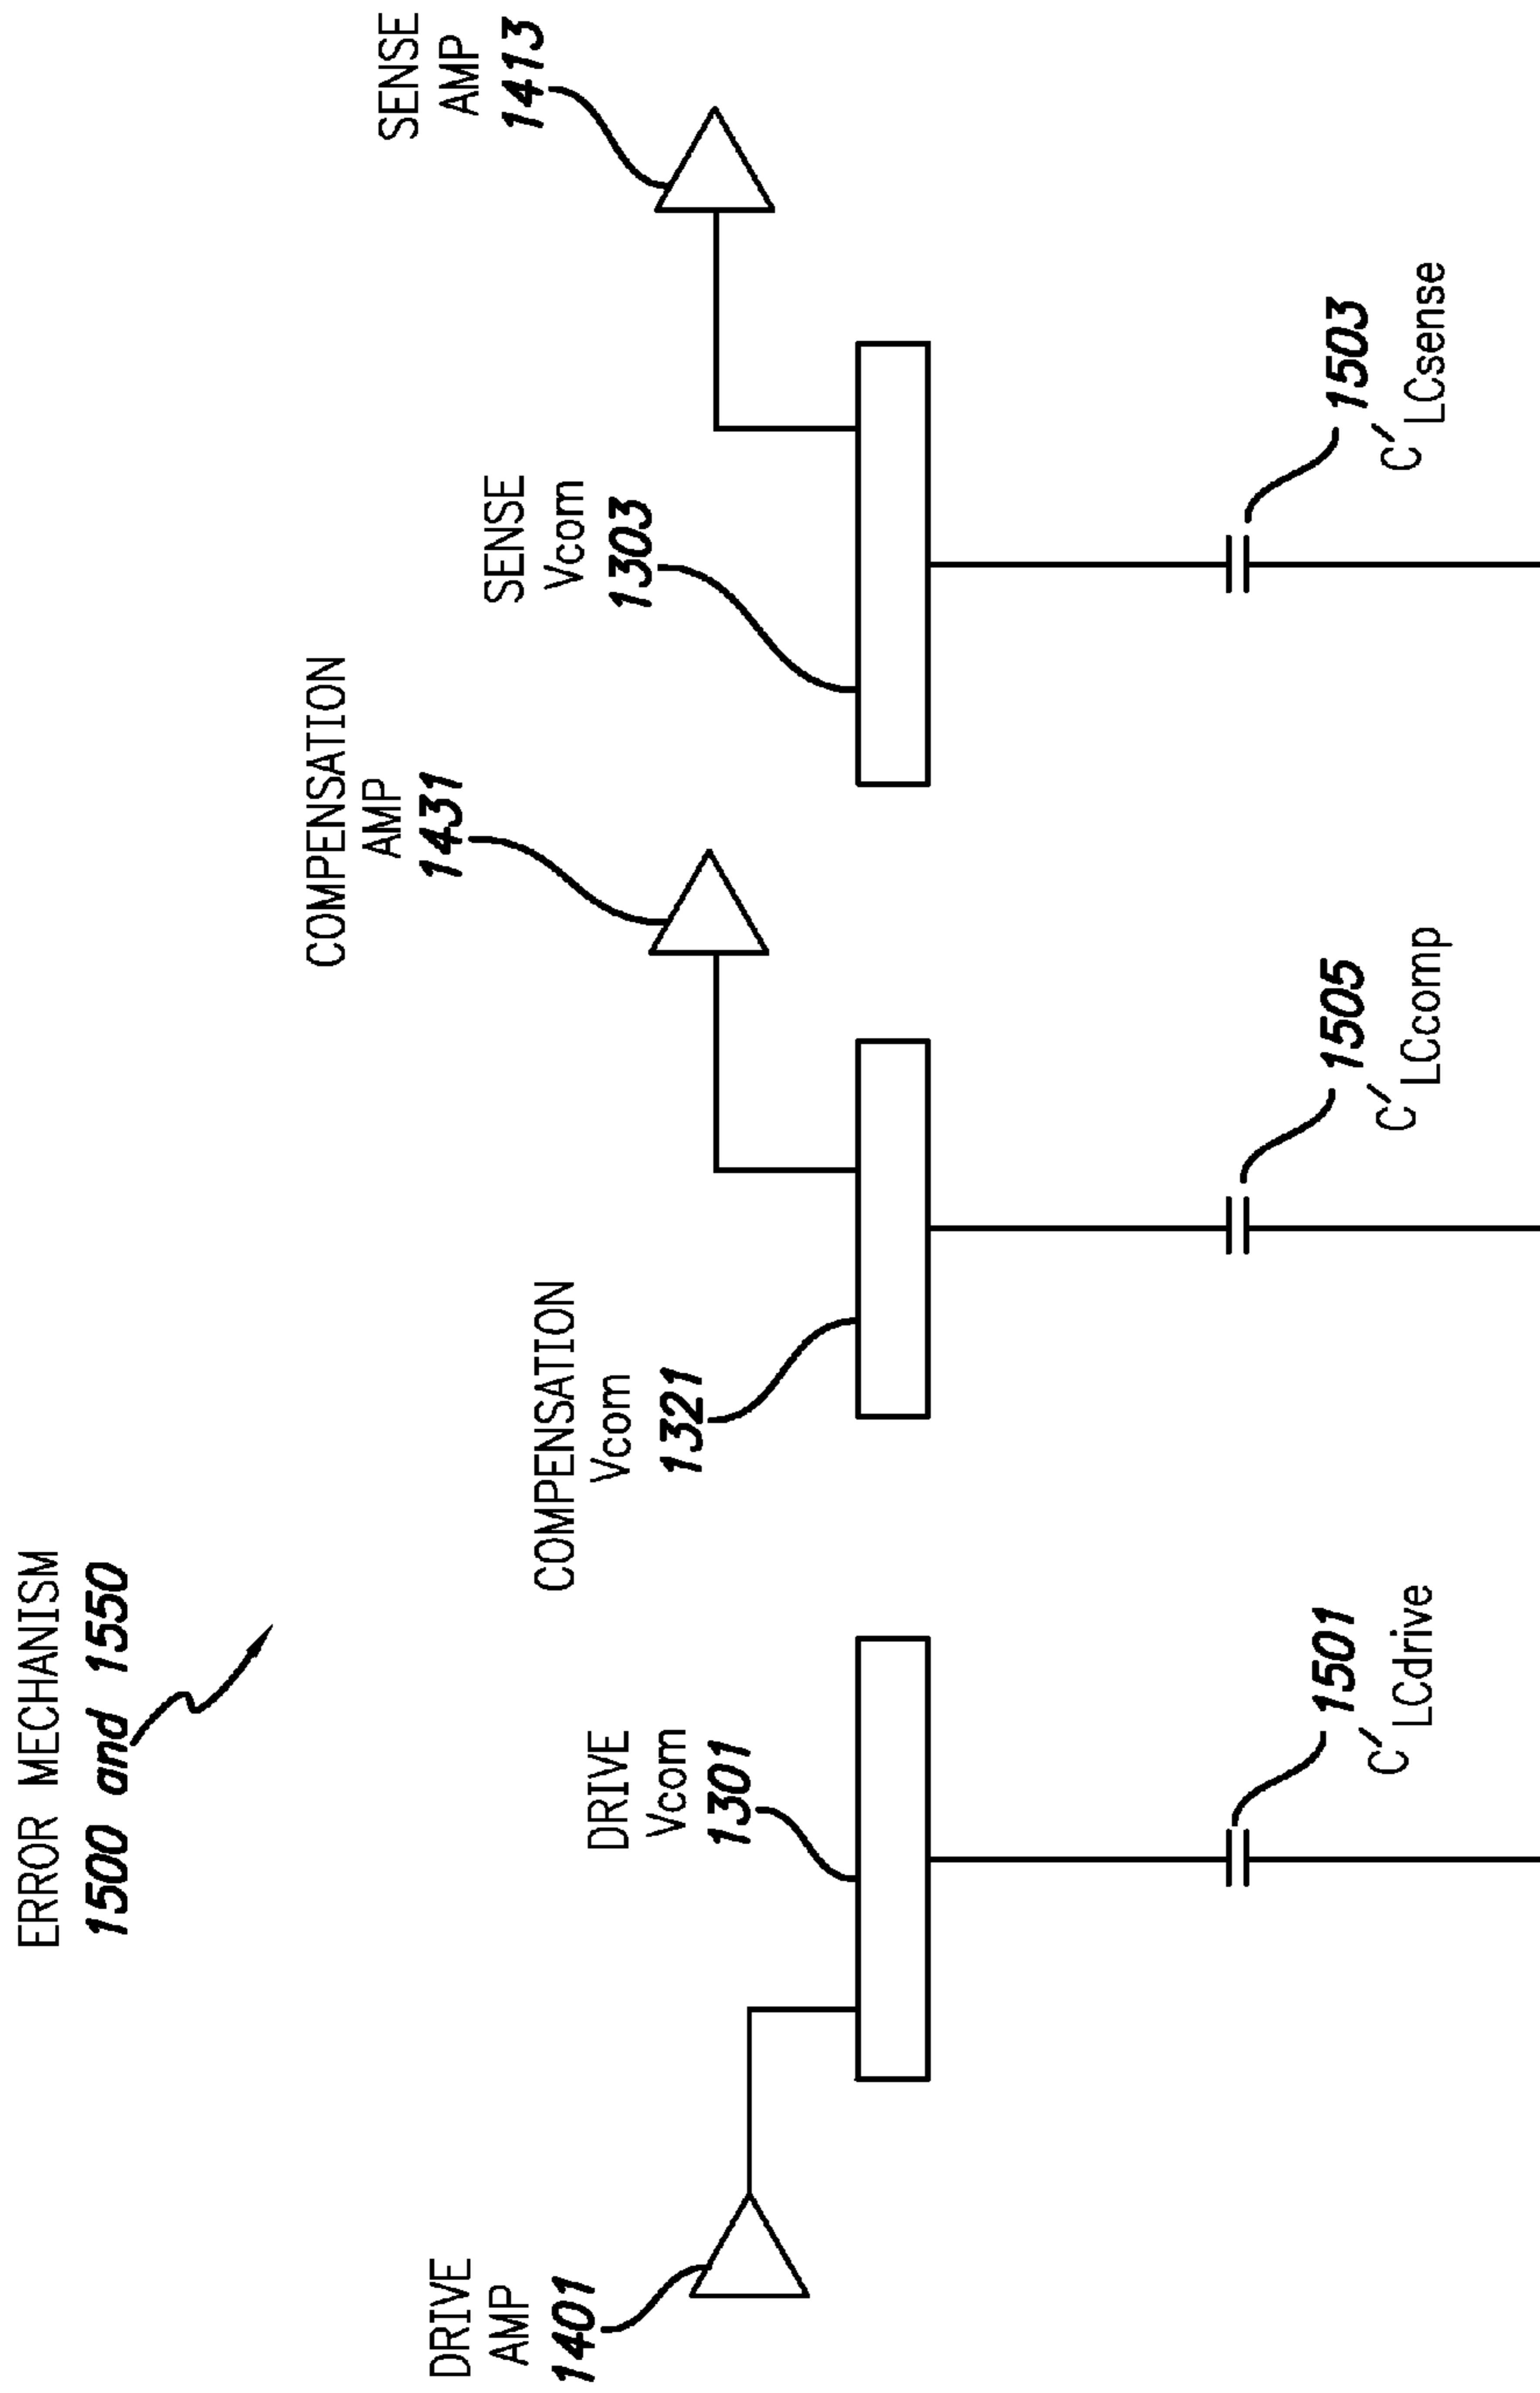 ERROR MECHANISM
1500 and 1550
DRIVE
AMP
1401
DRIVE
Vcom
1301
COMPENSATION
Vcom
1321
COMPENSATION
AMP
1431
SENSE
Vcom
1303
SENSE
AMP
1413
1501
C′LCdrive
1505
C′LCcomp
1503
C′LCsense